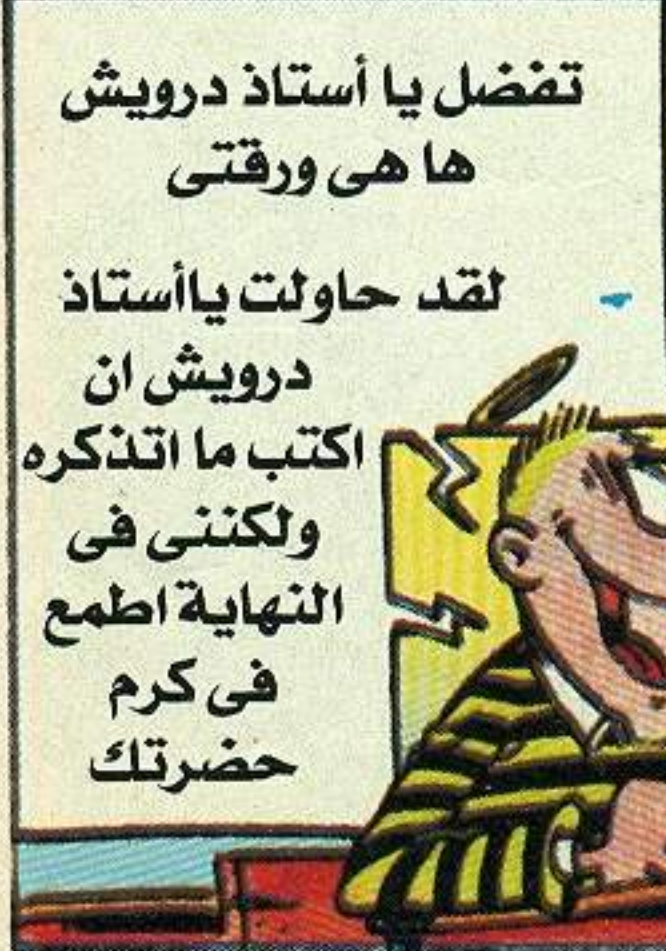 تفضل يا أستاذ درويش
ها هى ورقتى
لقد حاولت ياأستاذ
درويش ان
اكتب ما اتذكره
ولكننى فى
النهاية اطمع
فى كرم
حضرتك